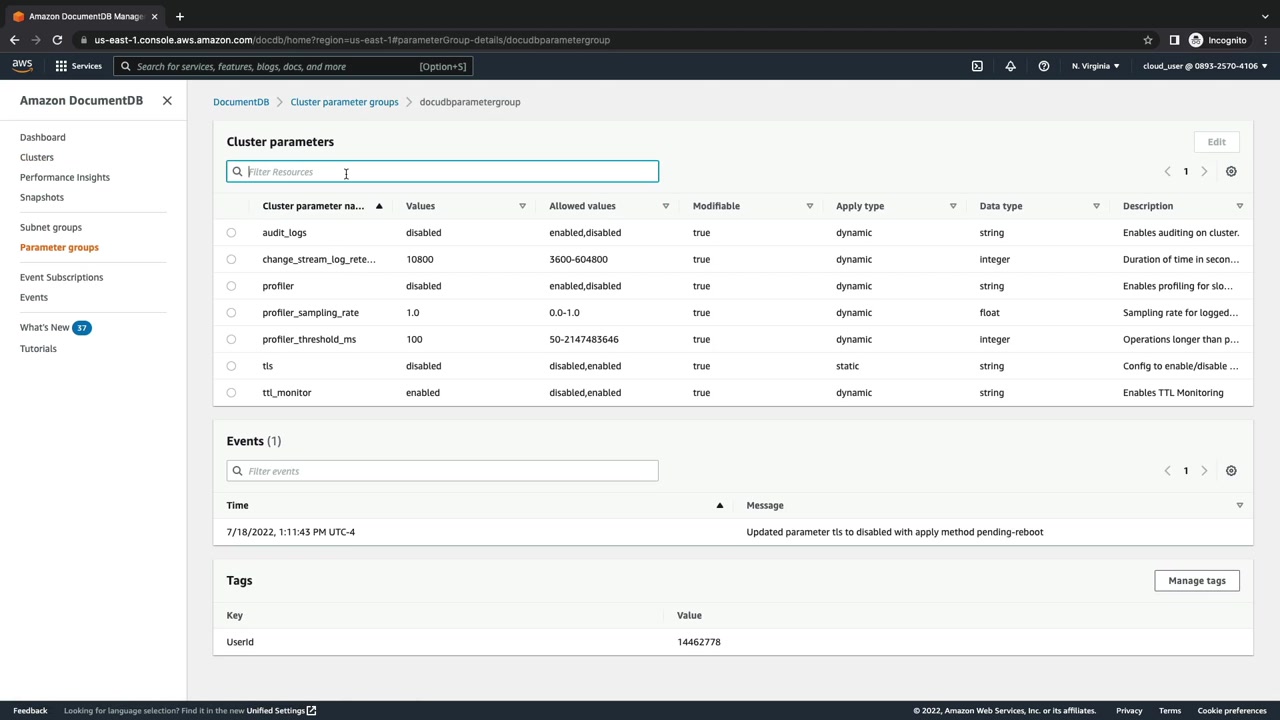 Amazon DocumentDB Manage
us-east-1.console.aws.amazon.com/docdb/home?region=us-east-1#parameterGroup-details/docudbparametergroup
Incognito
aws Services Search for services, features, blogs, docs, and more [Option+S] N. Virginia cloud_user @ 0893-2570-4106
Amazon DocumentDB
Dashboard
Clusters
Performance Insights
Snapshots
Subnet groups
Parameter groups
Event Subscriptions
Events
What's New 37
Tutorials
DocumentDB Cluster parameter groups docudbparametergroup
Cluster parameters Edit
Filter Resources 1
Cluster parameter na... Values Allowed values Modifiable Apply type Data type Description
audit_logs disabled enabled,disabled true dynamic string Enables auditing on cluster.
change_stream_log_rete... 10800 3600-604800 true dynamic integer Duration of time in secon...
profiler disabled enabled,disabled true dynamic string Enables profiling for slo...
profiler_sampling_rate 1.0 0.0-1.0 true dynamic float Sampling rate for logged...
profiler_threshold_ms 100 50-2147483646 true dynamic integer Operations longer than p...
tls disabled disabled,enabled true static string Config to enable/disable ...
ttl_monitor enabled disabled,enabled true dynamic string Enables TTL Monitoring
Events (1)
Filter events 1
Time Message
7/18/2022, 1:11:43 PM UTC-4 Updated parameter tls to disabled with apply method pending-reboot
Tags Manage tags
Key Value
UserId 14462778
Feedback Looking for language selection? Find it in the new Unified Settings © 2022, Amazon Web Services, Inc. or its affiliates. Privacy Terms Cookie preferences